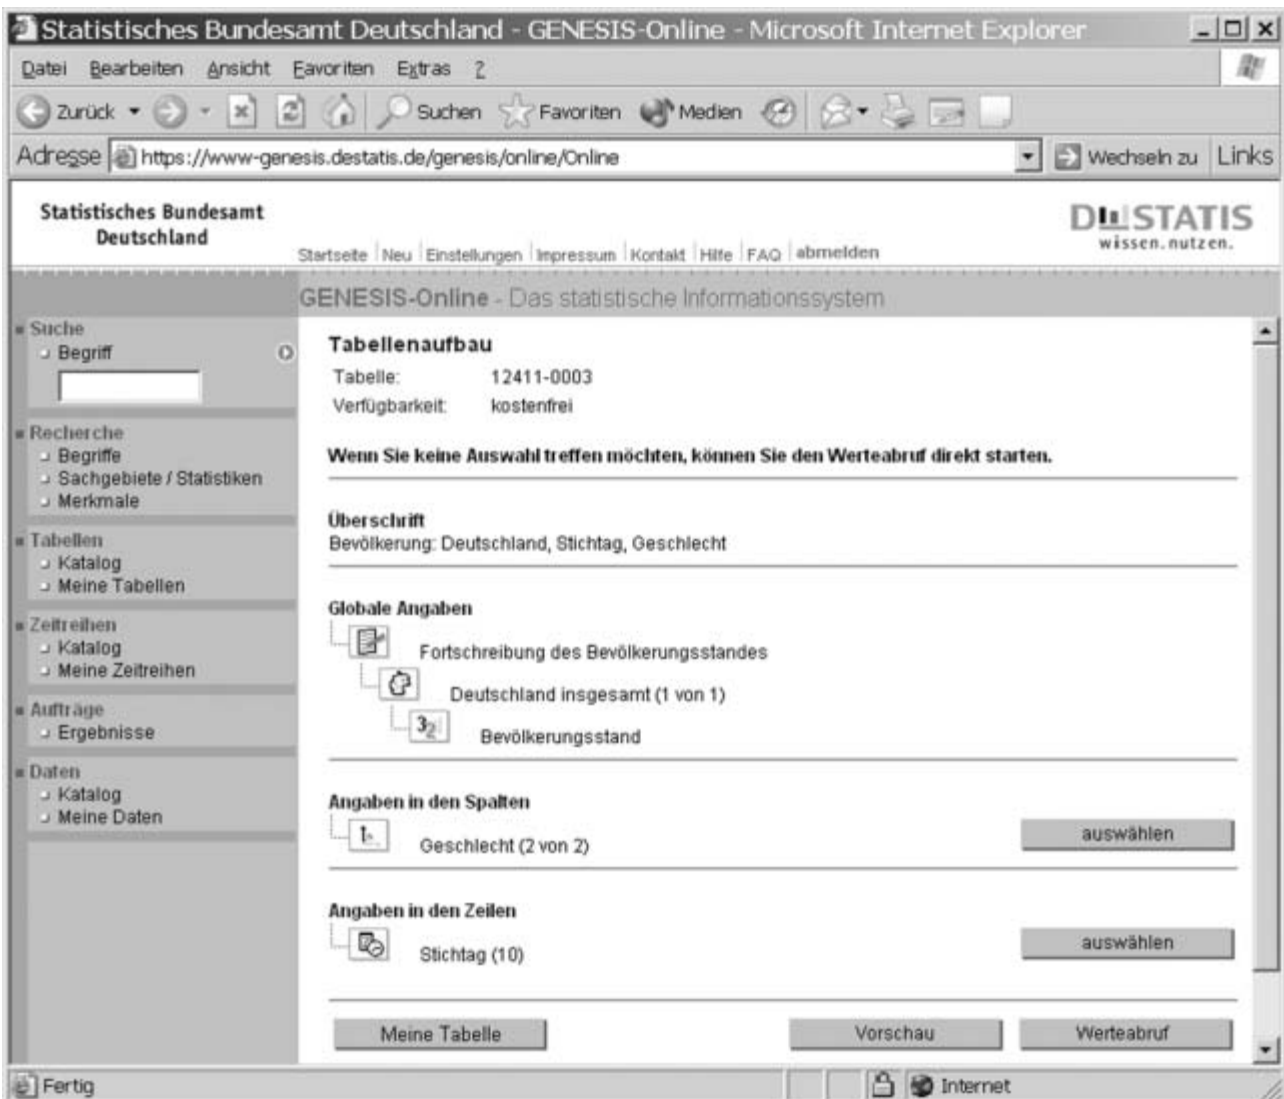 Statistisches Bundesamt Deutschland - GENESIS-Online - Microsoft Internet Explorer
Datei Bearbeiten Ansicht Favoriten Extras ?
Zurück Suchen Favoriten Medien
Adresse https://www-genesis.destatis.de/genesis/online/Online Wechseln zu Links
Statistisches Bundesamt
Deutschland
DESTATIS
wissen.nutzen.
Startseite Neu Einstellungen Impressum Kontakt Hilfe FAQ abmelden
GENESIS-Online - Das statistische Informationssystem
Suche
Begriff
Recherche
Begriffe
Sachgebiete / Statistiken
Merkmale
Tabellen
Katalog
Meine Tabellen
Zeitreihen
Katalog
Meine Zeitreihen
Aufträge
Ergebnisse
Daten
Katalog
Meine Daten
Tabellenaufbau
Tabelle: 12411-0003
Verfügbarkeit: kostenfrei
Wenn Sie keine Auswahl treffen möchten, können Sie den Werteabruf direkt starten.
Überschrift
Bevölkerung: Deutschland, Stichtag, Geschlecht
Globale Angaben
Fortschreibung des Bevölkerungsstandes
Deutschland insgesamt (1 von 1)
32
Bevölkerungsstand
Angaben in den Spalten
Geschlecht (2 von 2) auswählen
Angaben in den Zeilen
Stichtag (10) auswählen
Meine Tabelle Vorschau Werteabruf
Fertig Internet